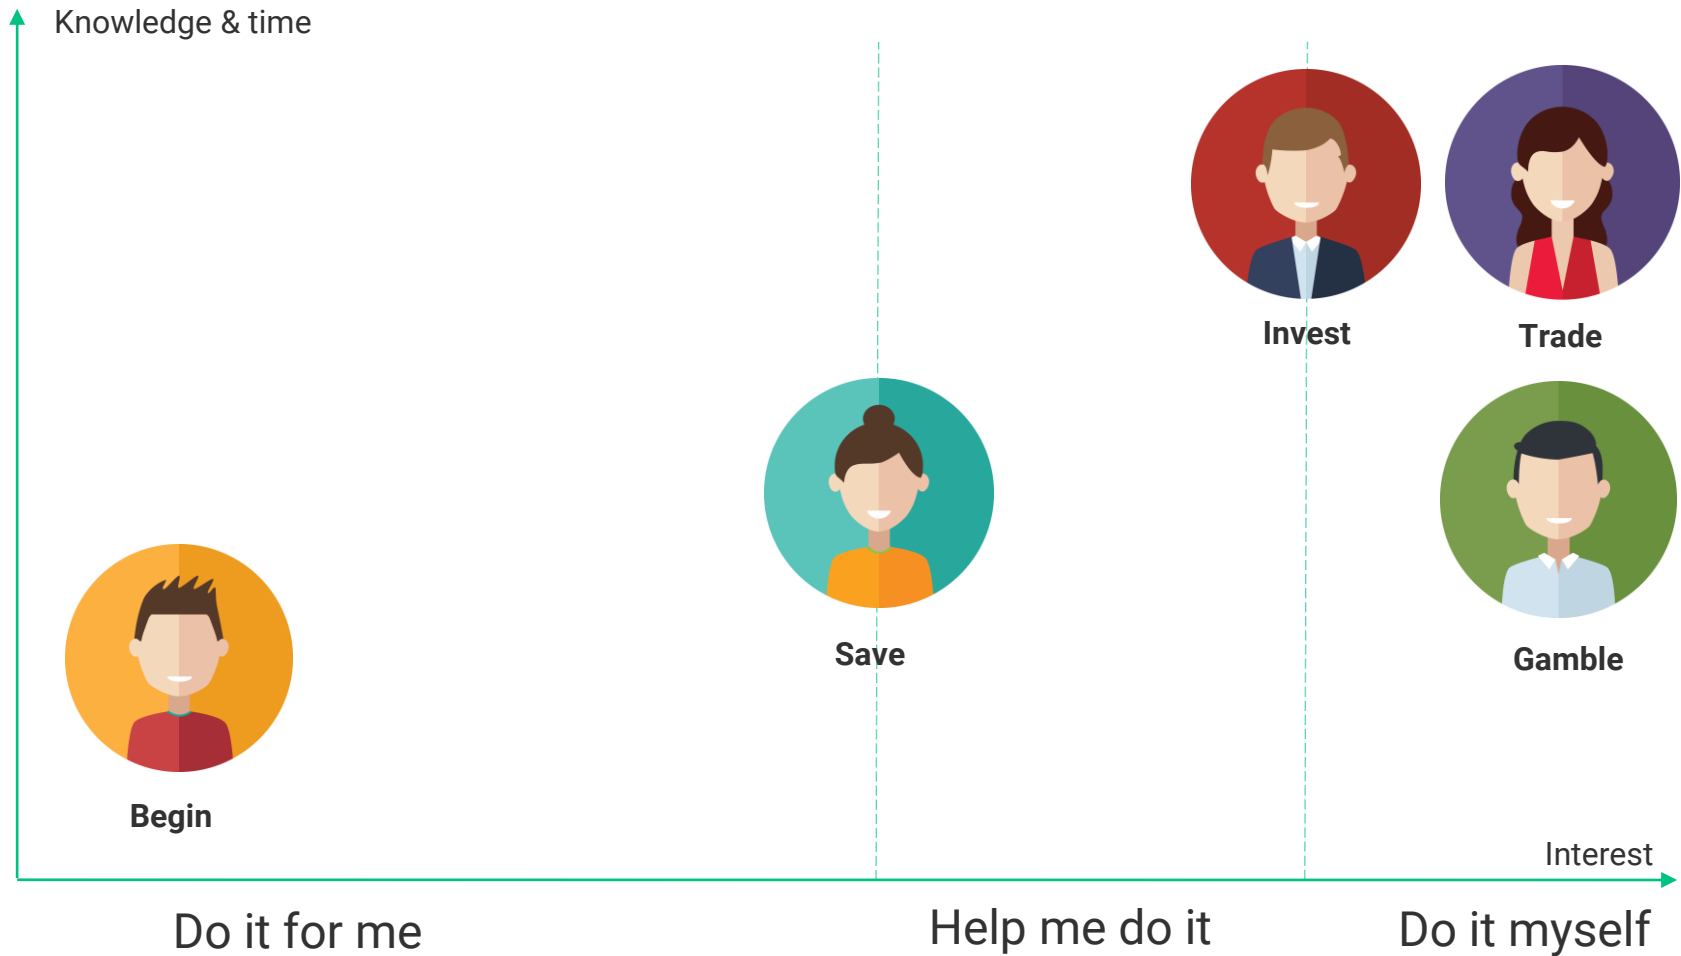 Knowledge & time
Invest
Trade
Save
Gamble
Begin
Interest
Do it for me
Help me do it
Do it myself